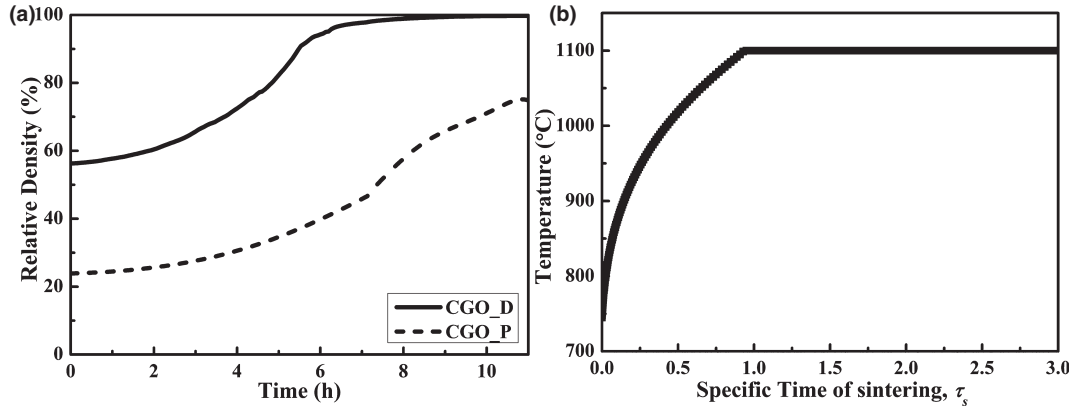 (a)
100
80
60
40
20
0
Relative Density (%)
0 2 4 6 8 10
Time (h)
CGO_D
CGO_P
(b)
1100
1000
900
800
700
Temperature (°C)
0.0 0.5 1.0 1.5 2.0 2.5 3.0
Specific Time of sintering, τs